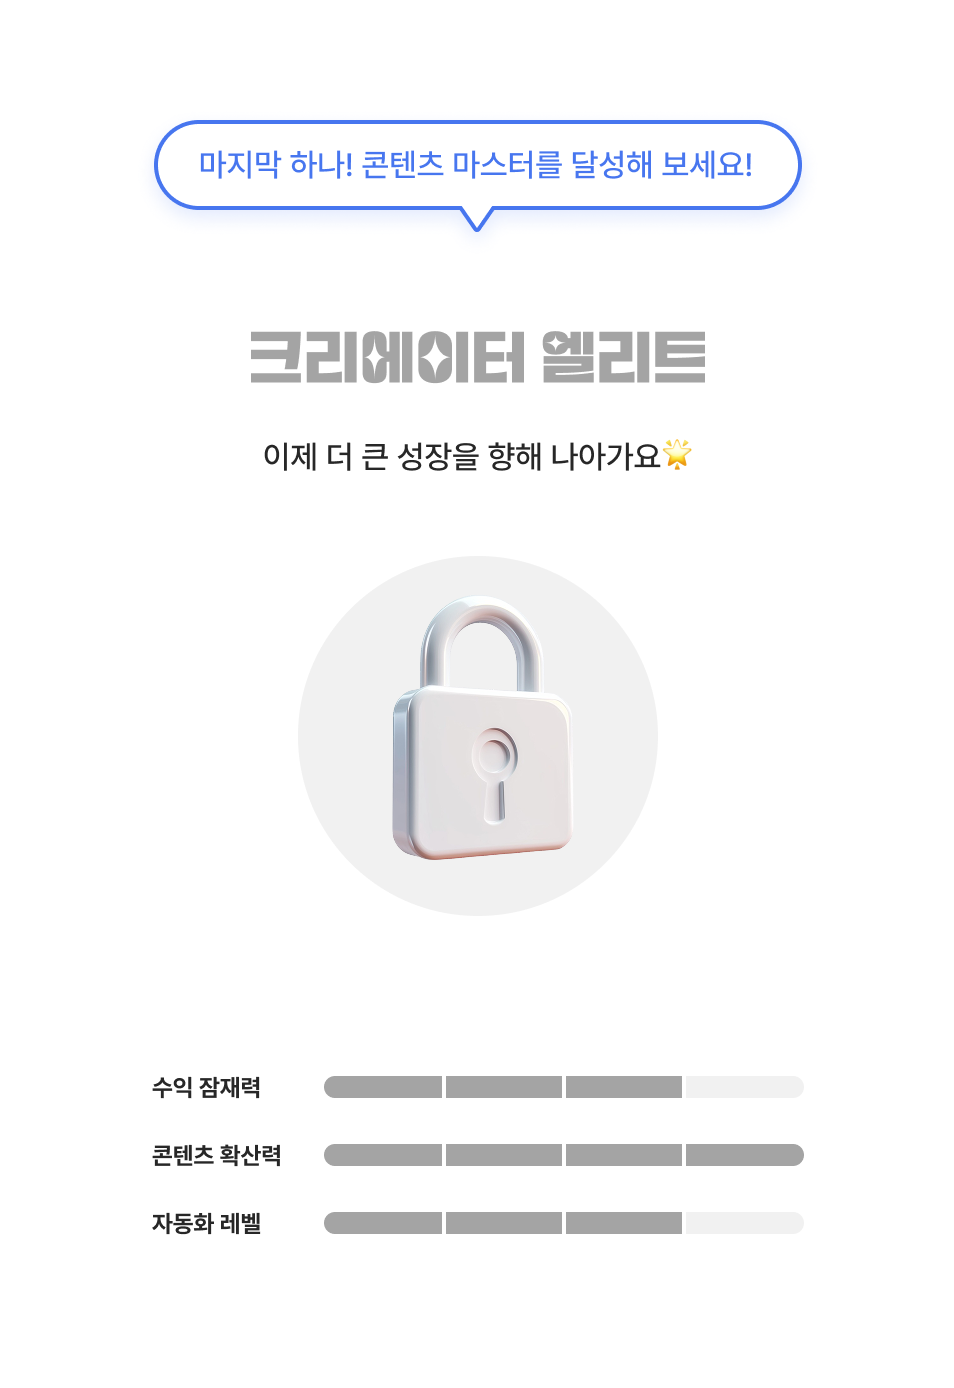 마지막 하나! 콘텐츠 마스터를 달성해 보세요!
크리에이터 엘리트
이제 더 큰 성장을 향해 나아가요🌟
수익 잠재력
콘텐츠 확산력
자동화 레벨